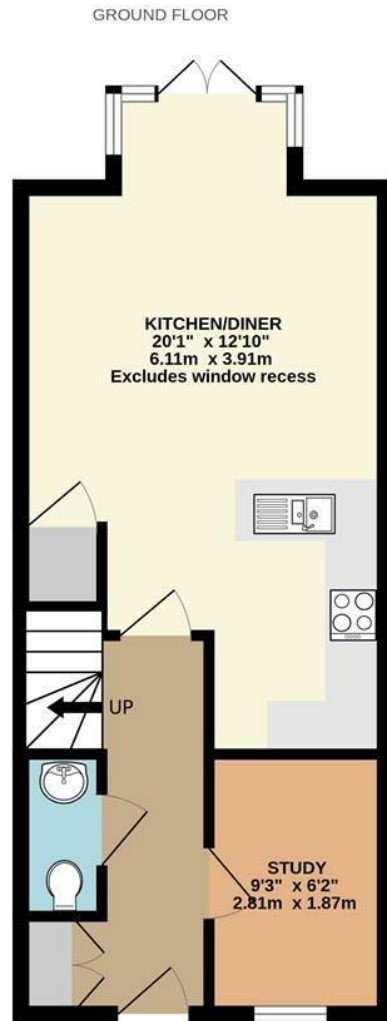 GROUND FLOOR
KITCHEN/DINER
20'1" x 12'10"
6.11m x 3.91m
Excludes window recess
UP
STUDY
9'3" x 6'2"
2.81m x 1.87m